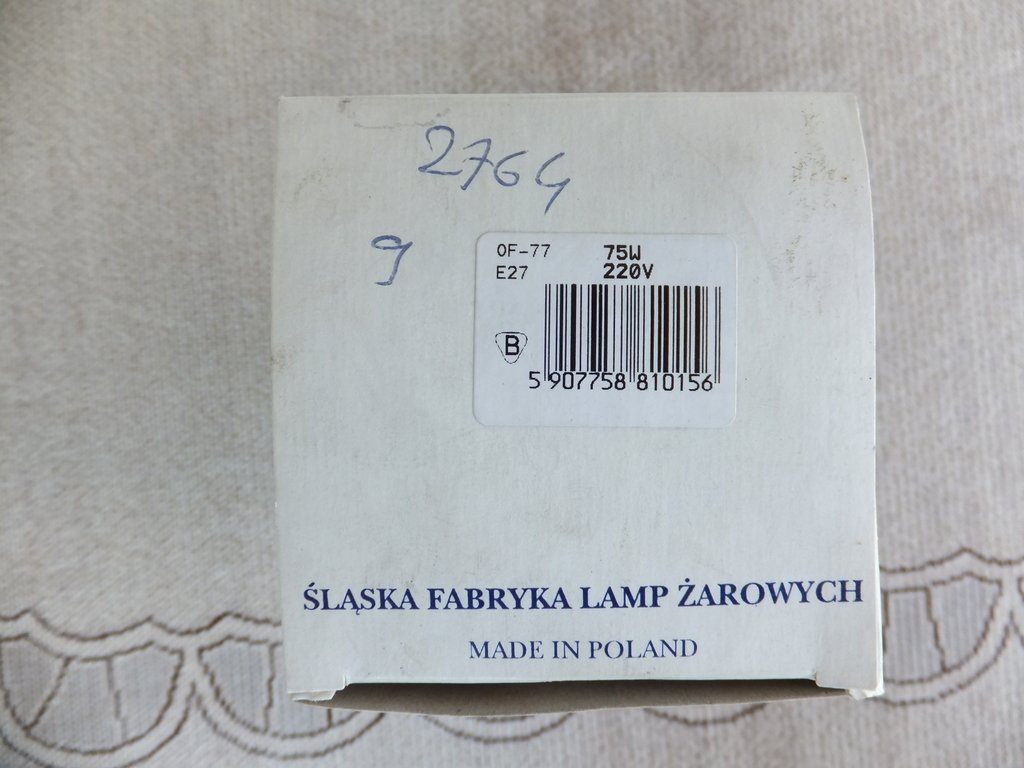 2764
9
OF-77 75W
E27 220V
B
5 907758 810156
ŚLĄSKA FABRYKA LAMP ŻAROWYCH
MADE IN POLAND